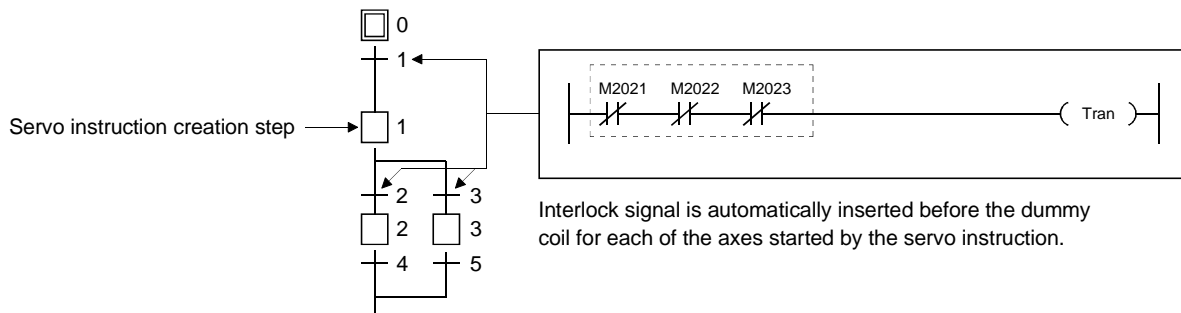 0
1
M2021 M2022 M2023
Tran
Servo instruction creation step
1
2 3
2 3
4 5
Interlock signal is automatically inserted before the dummy
coil for each of the axes started by the servo instruction.